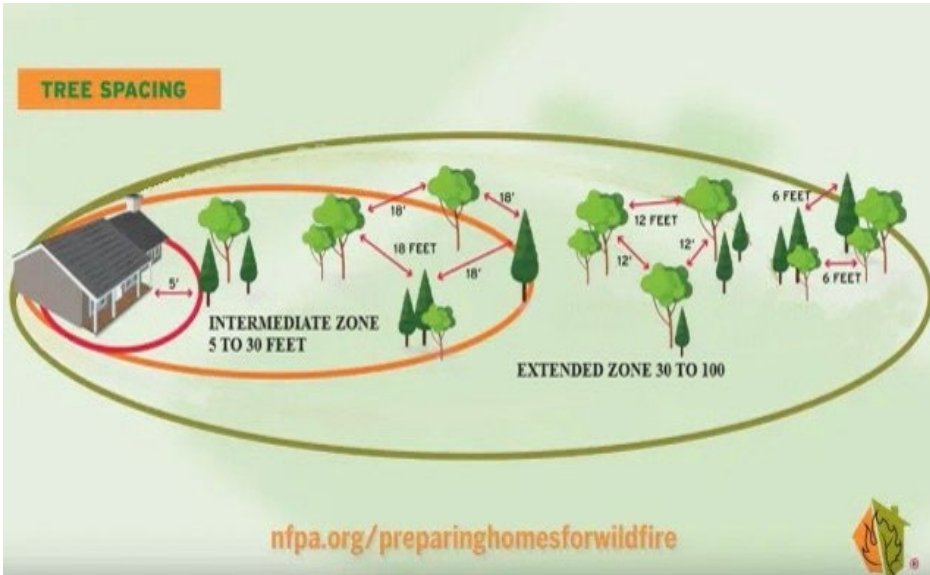 TREE SPACING
18'
18'
6 FEET
12 FEET
18 FEET
12'
12'
18'
6 FEET
5'
INTERMEDIATE ZONE
5 TO 30 FEET
EXTENDED ZONE 30 TO 100
nfpa.org/preparinghomesforwildfire
®